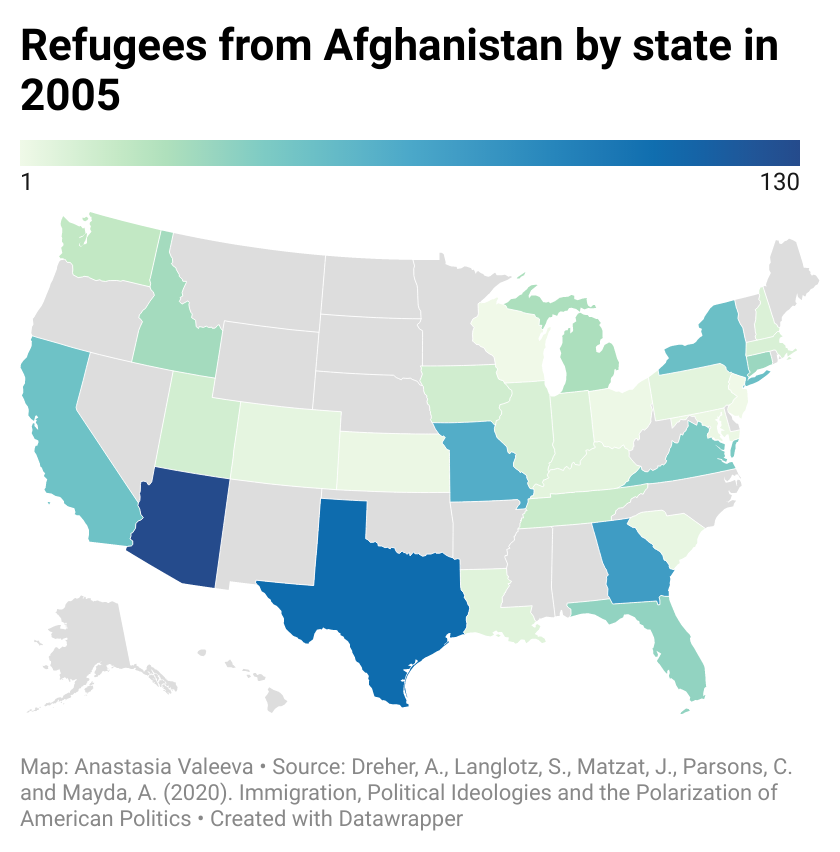 Refugees from Afghanistan by state in
2005
1
130
Map: Anastasia Valeeva • Source: Dreher, A., Langlotz, S., Matzat, J., Parsons, C.
and Mayda, A. (2020). Immigration, Political Ideologies and the Polarization of
American Politics • Created with Datawrapper